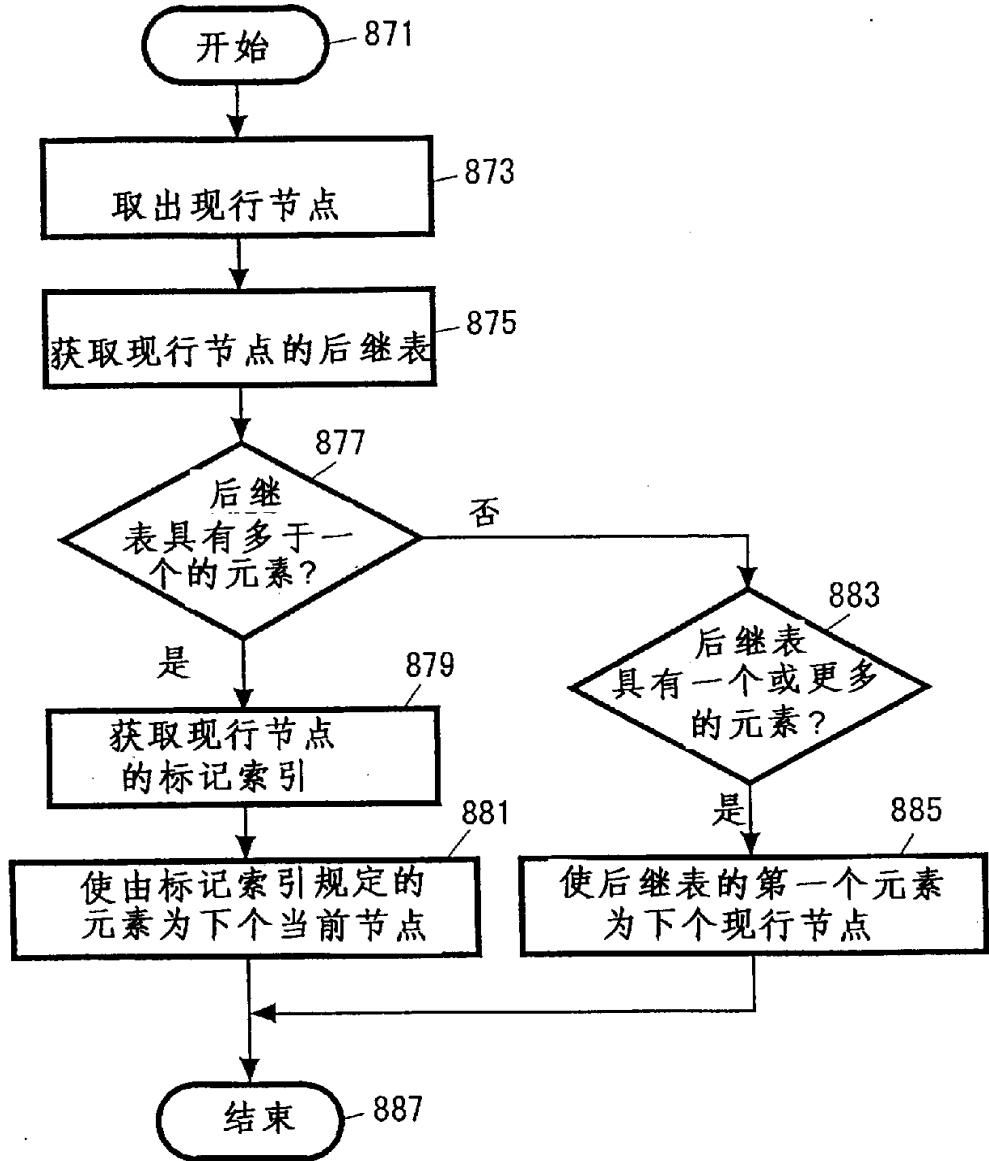 开始
871
取出现行节点
873
获取现行节点的后继表
875
877
后继
表具有多于一
个的元素?
否
是
883
后继表
具有一个或更多
的元素?
是
879
获取现行节点
的标记索引
881
使由标记索引规定的
元素为下个当前节点
885
使后继表的第一个元素
为下个现行节点
结束
887